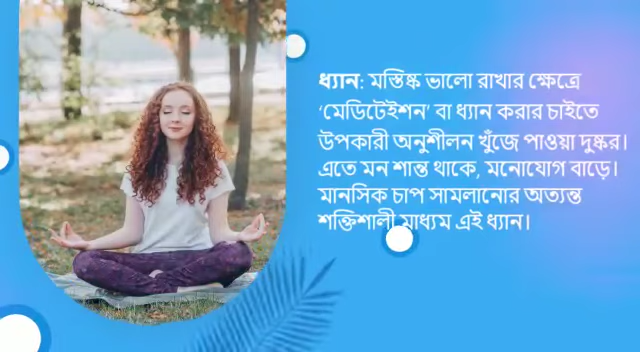 ধ্যান: মস্তিষ্ক ভালো রাখার ক্ষেত্রে
‘মেডিটেইশন’ বা ধ্যান করার চাইতে
উপকারী অনুশীলন খুঁজে পাওয়া দুষ্কর।
এতে মন শান্ত থাকে, মনোযোগ বাড়ে।
মানসিক চাপ সামলানোর অত্যন্ত
শক্তিশালী মাধ্যম এই ধ্যান।